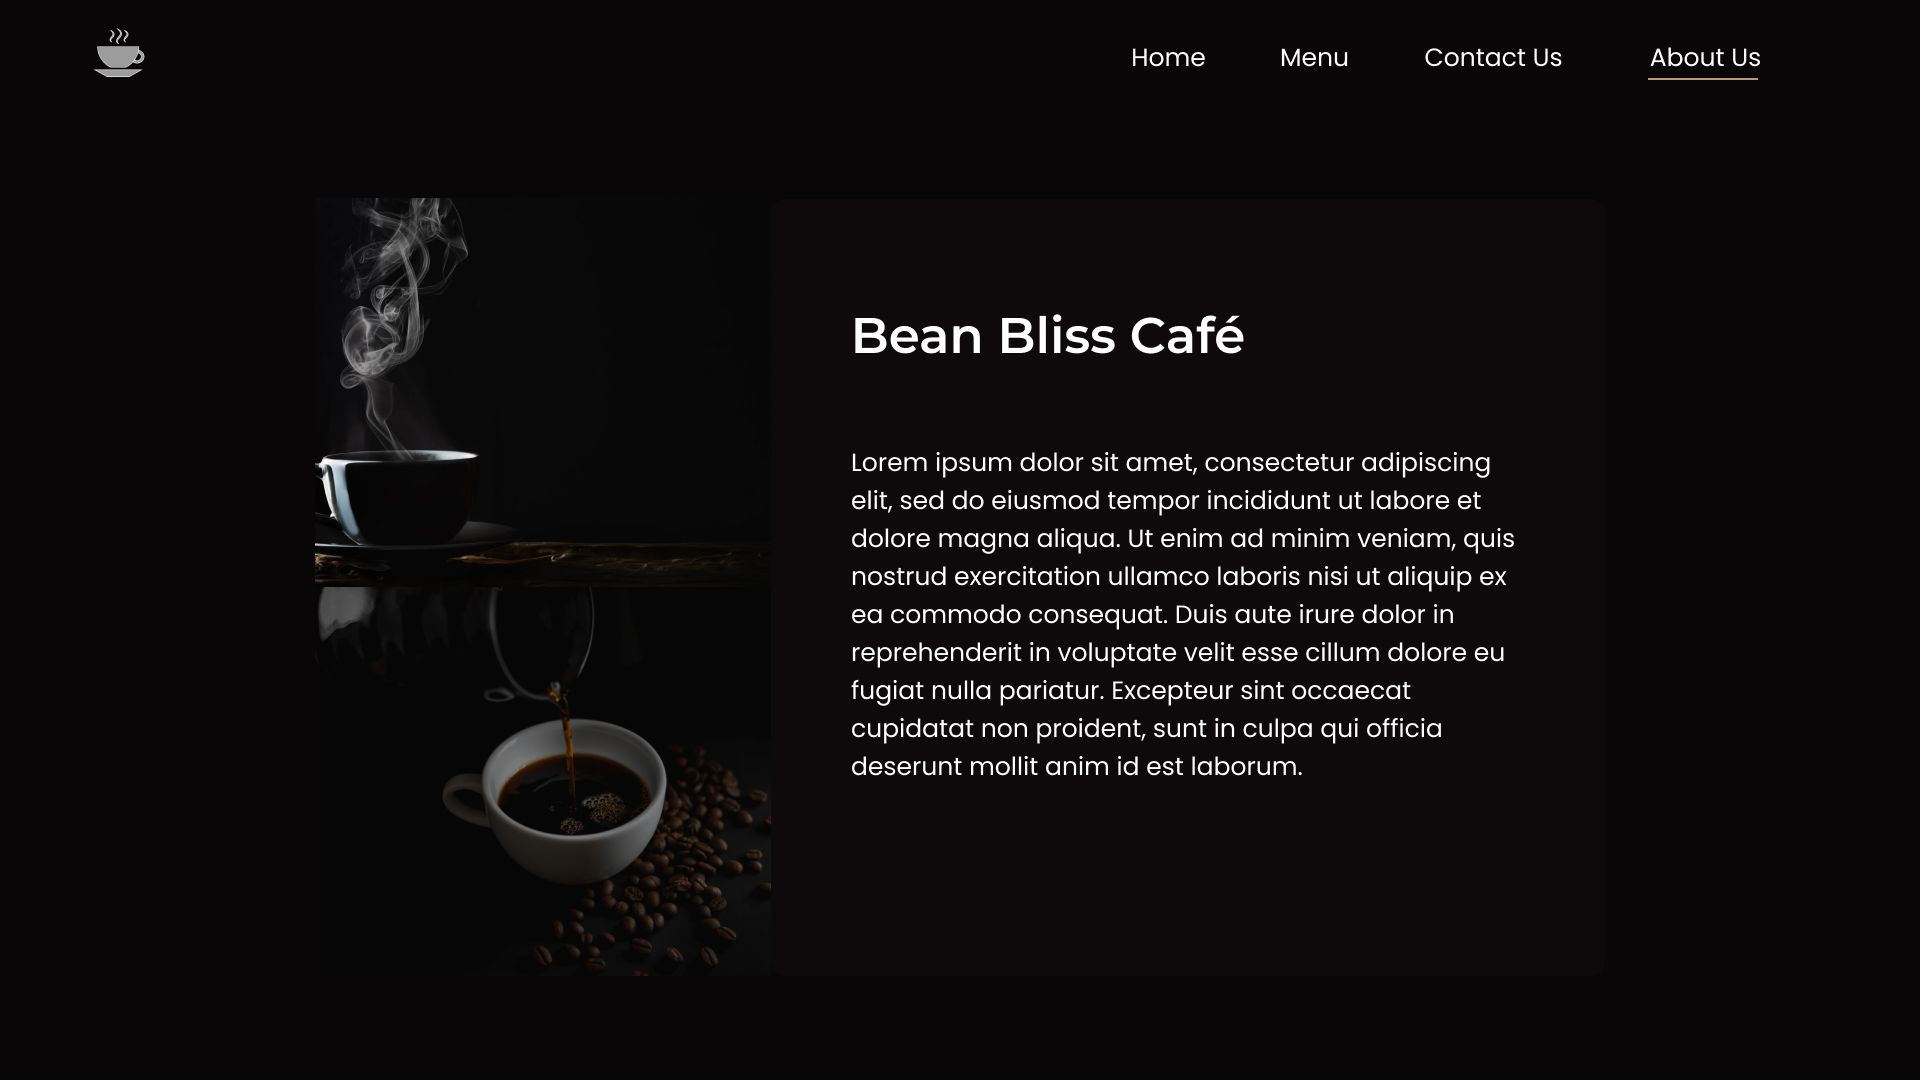 Home
Menu
Contact Us
About Us
Bean Bliss Café
Lorem ipsum dolor sit amet, consectetur adipiscing
elit, sed do eiusmod tempor incididunt ut labore et
dolore magna aliqua. Ut enim ad minim veniam, quis
nostrud exercitation ullamco laboris nisi ut aliquip ex
ea commodo consequat. Duis aute irure dolor in
reprehenderit in voluptate velit esse cillum dolore eu
fugiat nulla pariatur. Excepteur sint occaecat
cupidatat non proident, sunt in culpa qui officia
deserunt mollit anim id est laborum.